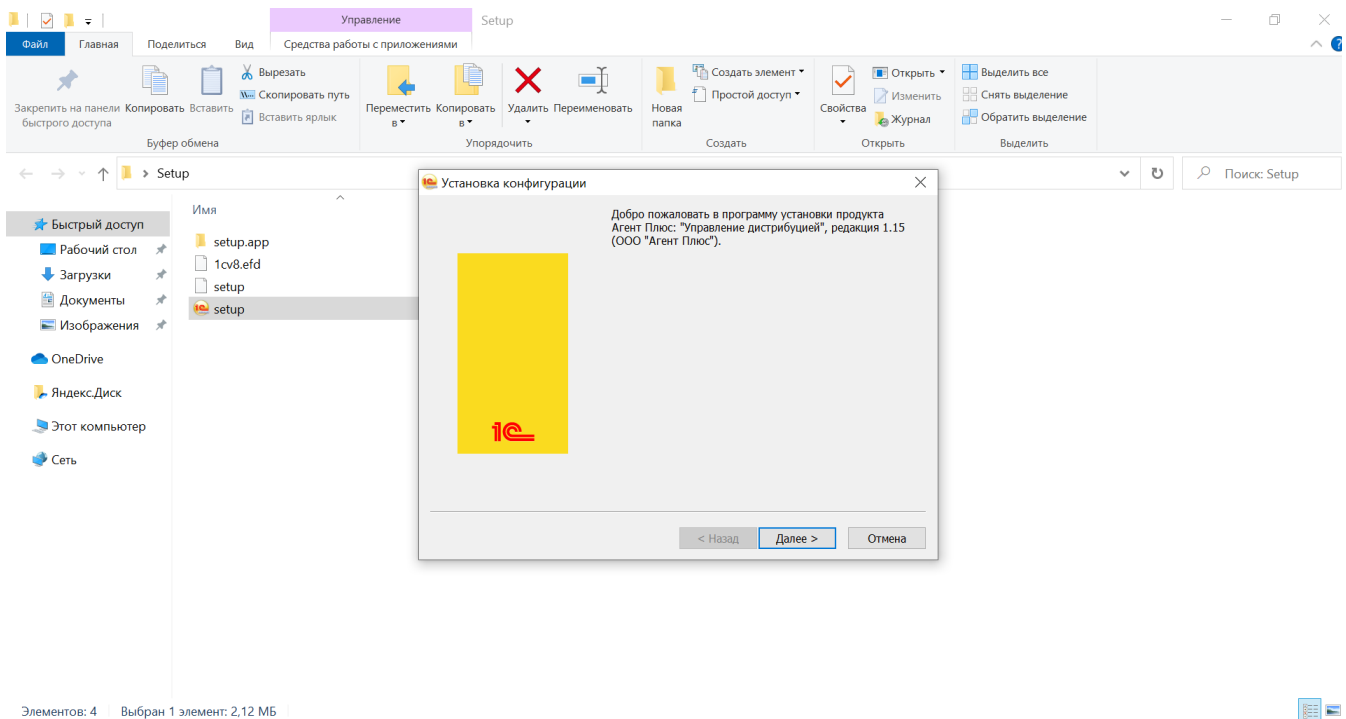 Управление
Setup
Файл
Главная
Поделиться
Вид
Средства работы с приложениями
Закрепить на панели
быстрого доступа
Копировать
Вставить
Вырезать
Скопировать путь
Вставить ярлык
Буфер обмена
Переместить
в
Копировать
в
Удалить
Переименовать
Упорядочить
Новая
папка
Создать элемент
Простой доступ
Создать
Свойства
Открыть
Изменить
Журнал
Открыть
Выделить все
Снять выделение
Обратить выделение
Выделить
Setup
Поиск: Setup
Быстрый доступ
Рабочий стол
Загрузки
Документы
Изображения
OneDrive
Яндекс.Диск
Этот компьютер
Сеть
Имя
setup.app
1cv8.efd
setup
setup
Установка конфигурации
Добро пожаловать в программу установки продукта
Агент Плюс: "Управление дистрибуцией", редакция 1.15
(ООО "Агент Плюс").
1С
< Назад
Далее >
Отмена
Элементов: 4
Выбран 1 элемент: 2,12 МБ